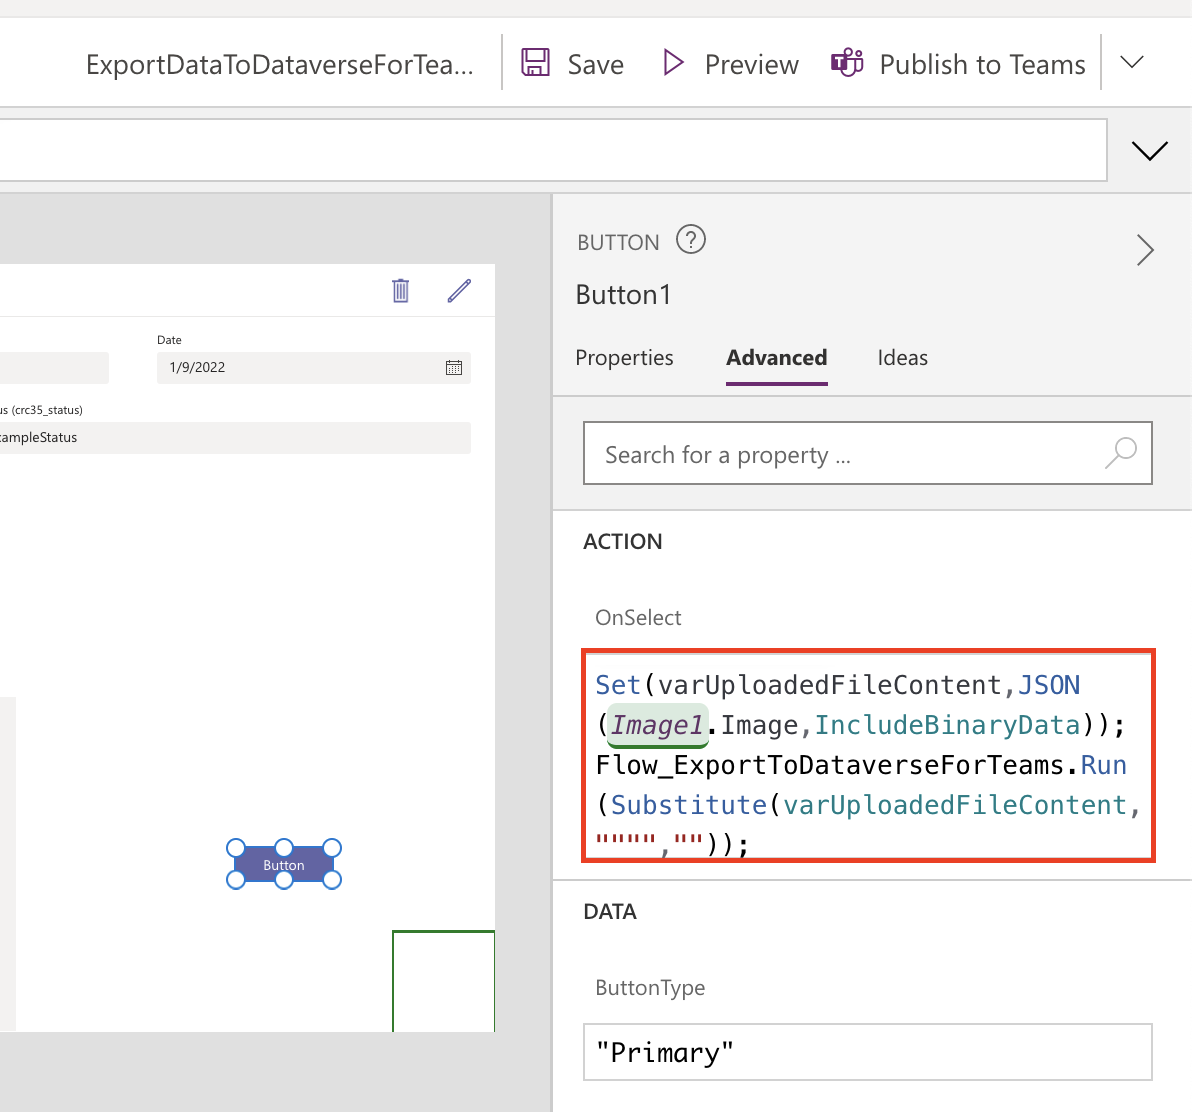 ExportDataToDataverseForTea...
Save
Preview
Publish to Teams
BUTTON
?
Button1
Properties
Advanced
Ideas
Search for a property ...
ACTION
OnSelect
Set(varUploadedFileContent,JSON
(Image1.Image,IncludeBinaryData));
Flow_ExportToDataverseForTeams.Run
(Substitute(varUploadedFileContent,
"""",""));
DATA
ButtonType
"Primary"
Date
1/9/2022
us (crc35_status)
ampleStatus
Button